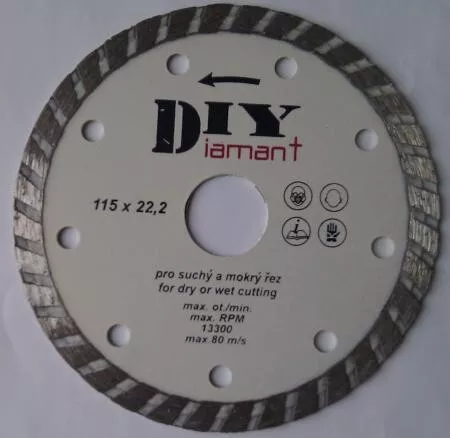 DIY
Diamant
115 x 22,2
pro suchý a mokrý řez
for dry or wet cutting
max. ot./min.
max. RPM
13300
max.80 m/s